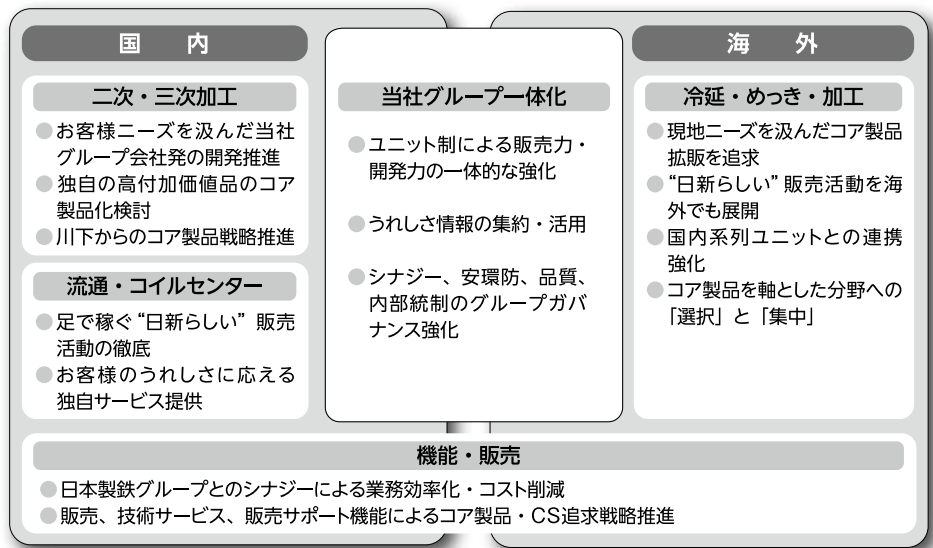 国 内
二次・三次加工
●お客様ニーズを汲んだ当社
グループ会社発の開発推進
●独自の高付加価値品のコア
製品化検討
●川下からのコア製品戦略推進
流通・コイルセンター
●足で稼ぐ“日新らしい”販売
活動の徹底
●お客様のうれしさに応える
独自サービス提供
当社グループ一体化
●ユニット制による販売力・
開発力の一体的な強化
●うれしさ情報の集約・活用
●シナジー、安環防、品質、
内部統制のグループガバ
ナンス強化
海 外
冷延・めっき・加工
●現地ニーズを汲んだコア製品
拡販を追求
●“日新らしい”販売活動を海
外でも展開
●国内系列ユニットとの連携
強化
●コア製品を軸とした分野への
「選択」と「集中」
機能・販売
●日本製鉄グループとのシナジーによる業務効率化・コスト削減
●販売、技術サービス、販売サポート機能によるコア製品・CS追求戦略推進